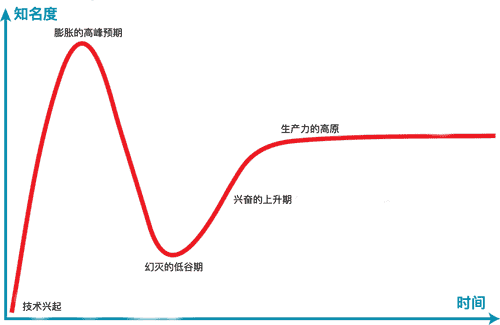 知名度
膨胀的高峰预期
生产力的高原
兴奋的上升期
幻灭的低谷期
技术兴起
时间